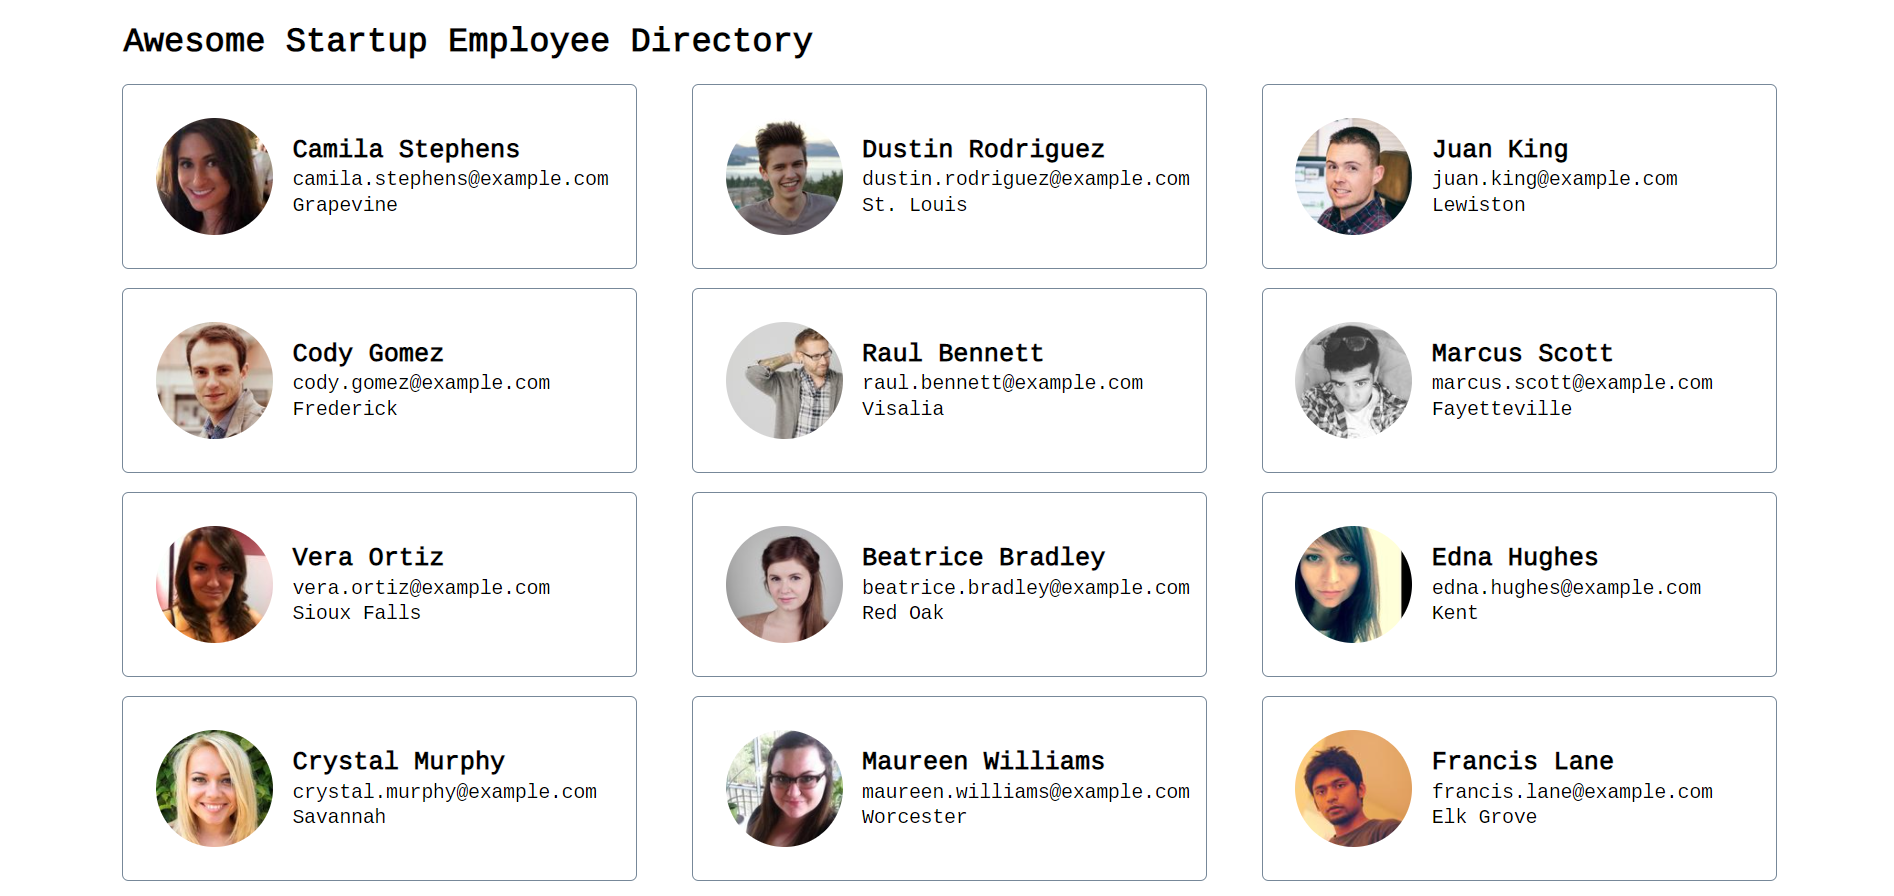 Awesome Startup Employee Directory
Camila Stephens
camila.stephens@example.com
Grapevine
Dustin Rodriguez
dustin.rodriguez@example.com
St. Louis
Juan King
juan.king@example.com
Lewiston
Cody Gomez
cody.gomez@example.com
Frederick
Raul Bennett
raul.bennett@example.com
Visalia
Marcus Scott
marcus.scott@example.com
Fayetteville
Vera Ortiz
vera.ortiz@example.com
Sioux Falls
Beatrice Bradley
beatrice.bradley@example.com
Red Oak
Edna Hughes
edna.hughes@example.com
Kent
Crystal Murphy
crystal.murphy@example.com
Savannah
Maureen Williams
maureen.williams@example.com
Worcester
Francis Lane
francis.lane@example.com
Elk Grove